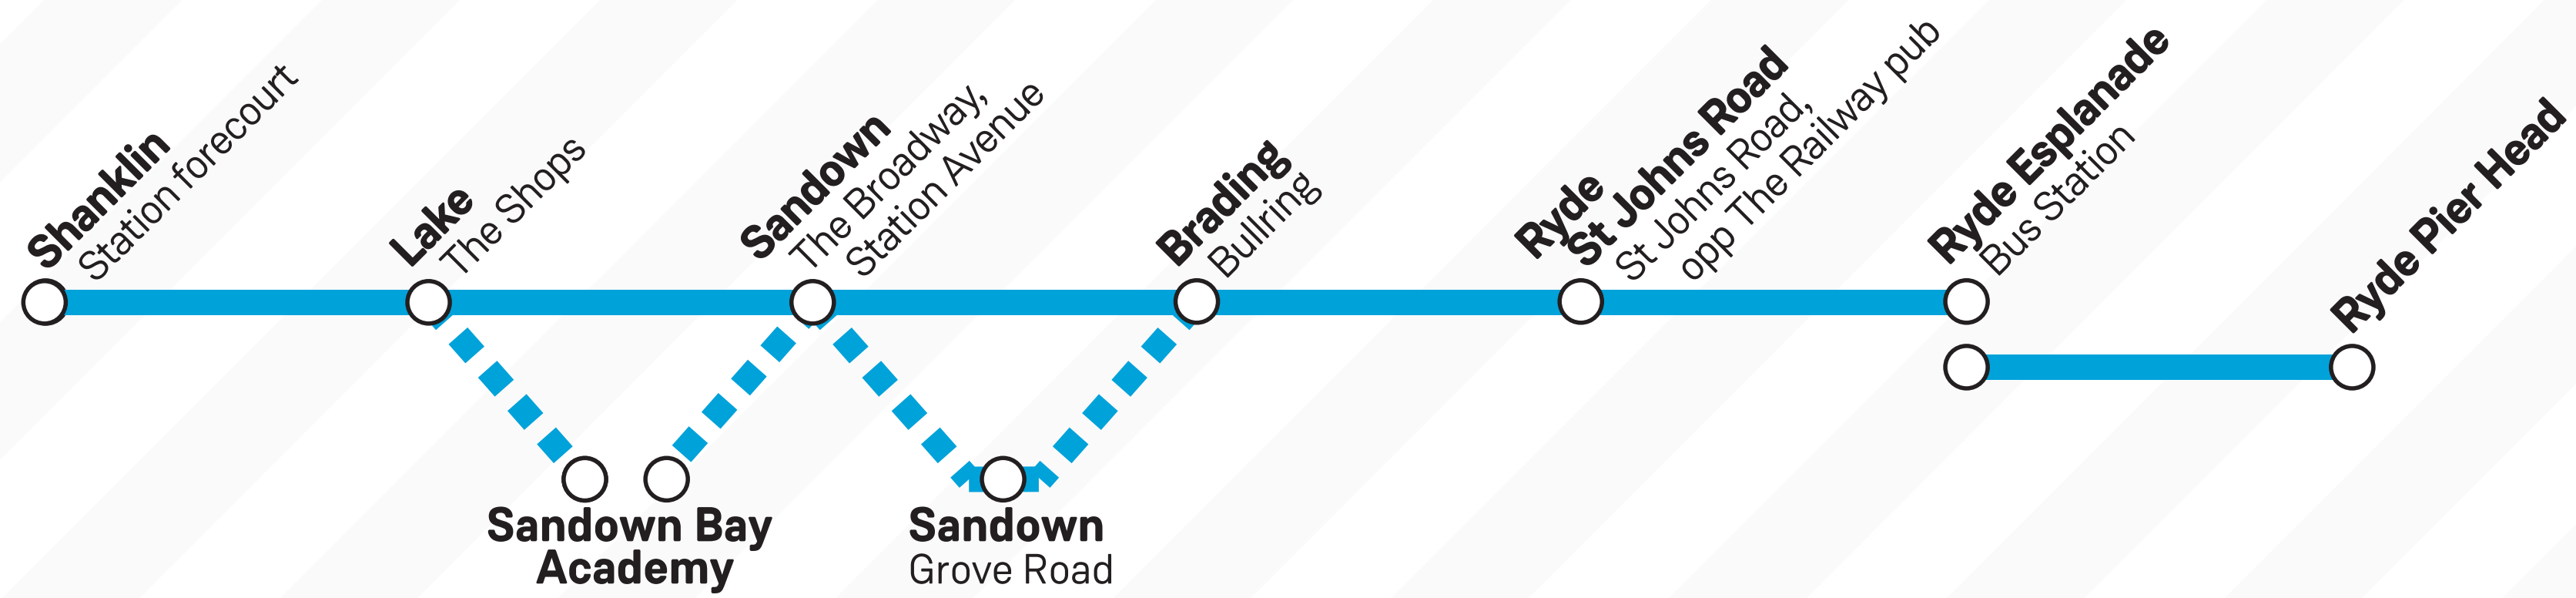 Shanklin
Station forecourt
Lake
The Shops
Sandown
The Broadway,
Station Avenue
Brading
Bullring
Ryde
St Johns Road
St Johns Road,
opp The Railway pub
Ryde Esplanade
Bus Station
Ryde Pier Head
Sandown Bay
Academy
Sandown
Grove Road